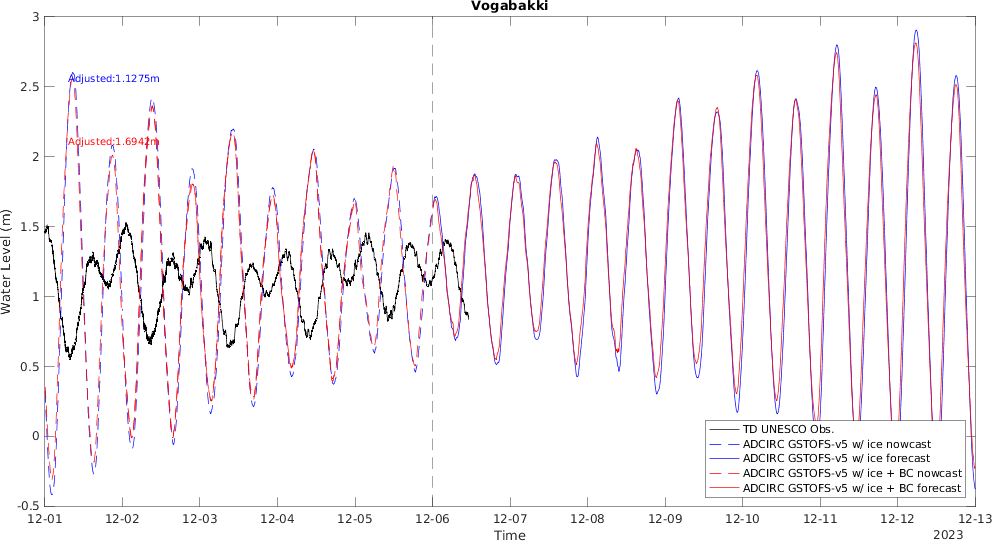 Vogabakki
3
2.5
2
1.5
1
0.5
0
-0.5
Water Level (m)
Adjusted:1.1275m
Adjusted:1.6942m
TD UNESCO Obs.
ADCIRC GSTOFS-v5 w/ ice nowcast
ADCIRC GSTOFS-v5 w/ ice forecast
ADCIRC GSTOFS-v5 w/ ice + BC nowcast
ADCIRC GSTOFS-v5 w/ ice + BC forecast
12-01 12-02 12-03 12-04 12-05 12-06 12-07 12-08 12-09 12-10 12-11 12-12 12-13
Time
2023